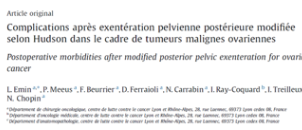 Article original
Complications après exentération pelvienne postérieure modifiée
selon Hudson dans le cadre de tumeurs malignes ovariennes
Postoperative morbidities after modified posterior pelvic exenteration for ovari
cancer
L. Emin a,*, P. Meeus a, F. Beurrier a, D. Ferraioli a, N. Carrabin a, I. Ray-Coquard b, I. Treilleux
N. Chopin a
a Département de chirurgie oncologique, centre de lutte contre le cancer Lyon et Rhône-Alpes, 28, rue Laennec, 69373 Lyon cedex 08, France
b Département d'oncologie médicale, centre de lutte contre le cancer Lyon et Rhône-Alpes, 28, rue Laennec, 69373 Lyon cedex 08, France
c Département d'anatomopathologie, centre de lutte contre le cancer Lyon et Rhône-Alpes, 28, rue Laennec, 69373 Lyon cedex 08, France